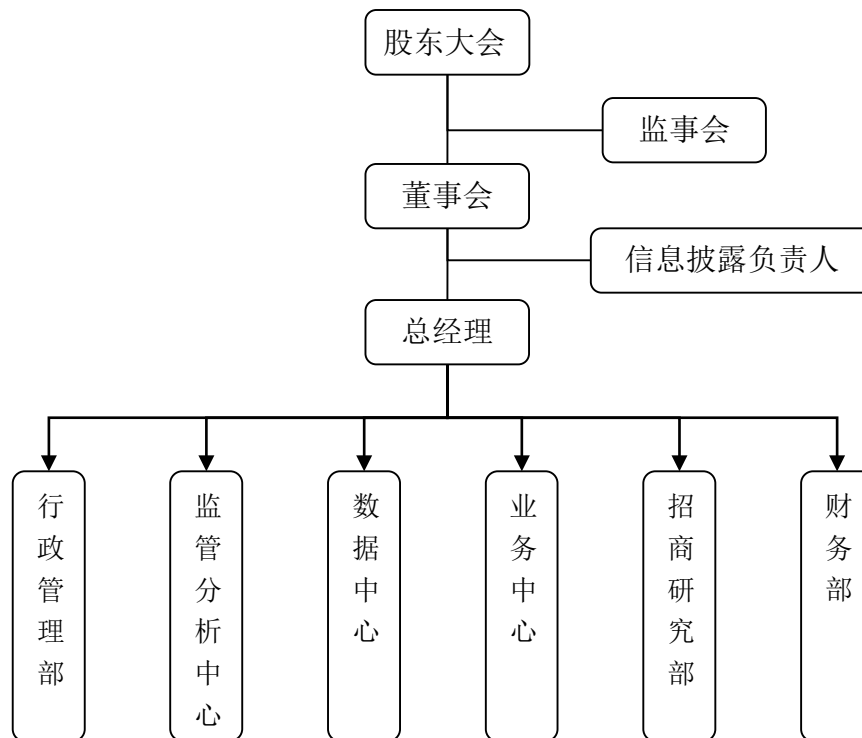 股东大会
监事会
董事会
信息披露负责人
总经理
行政管理部
监管分析中心
数据中心
业务中心
招商研究部
财务部